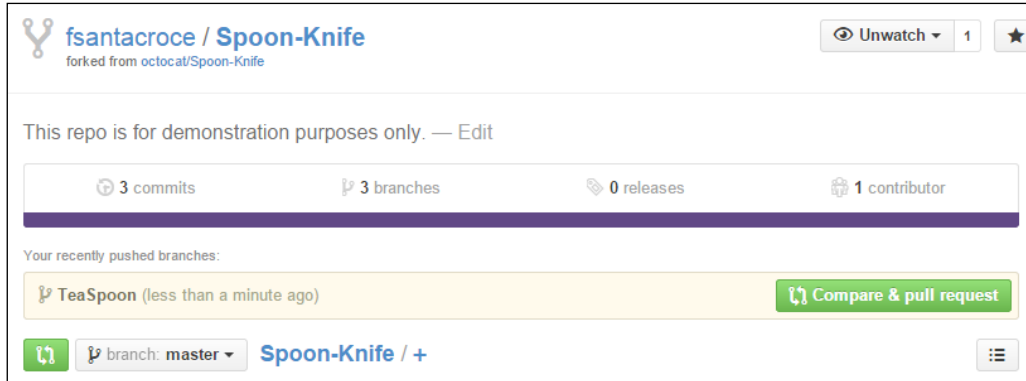 fsantacroce / Spoon-Knife
forked from octocat/Spoon-Knife
Unwatch 1
This repo is for demonstration purposes only. — Edit
3 commits 3 branches 0 releases 1 contributor
Your recently pushed branches:
TeaSpoon (less than a minute ago) Compare & pull request
branch: master Spoon-Knife / +